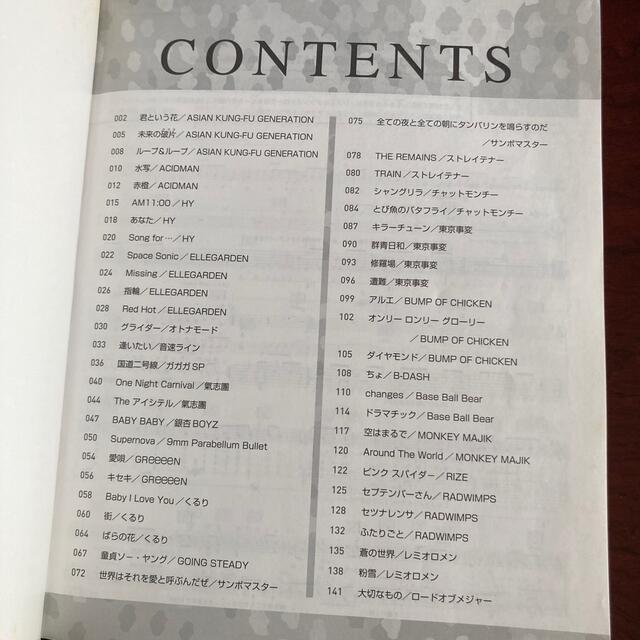 CONTENTS
002 君という花／ASIAN KUNG-FU GENERATION
005 未来の破片／ASIAN KUNG-FU GENERATION
008 ループ&ループ／ASIAN KUNG-FU GENERATION
010 水写／ACIDMAN
012 赤橙／ACIDMAN
015 AM11:00／HY
018 あなた／HY
020 Song for…／HY
022 Space Sonic／ELLEGARDEN
024 Missing／ELLEGARDEN
026 指輪／ELLEGARDEN
028 Red Hot／ELLEGARDEN
030 グライダー／オトナモード
033 逢いたい／音速ライン
036 国道二号線／ガガガSP
040 One Night Carnival／氣志團
044 The アイシテル／氣志團
047 BABY BABY／銀杏BOYZ
050 Supernova／9mm Parabellum Bullet
054 愛唄／GReeeeN
056 キセキ／GReeeeN
058 Baby I Love You／くるり
060 街／くるり
064 ばらの花／くるり
067 童貞ソー・ヤング／GOING STEADY
072 世界はそれを愛と呼ぶんだぜ／サンボマスター
075 全ての夜と全ての朝にタンバリンを鳴らすのだ
／サンボマスター
078 THE REMAINS／ストレイテナー
080 TRAIN／ストレイテナー
082 シャングリラ／チャットモンチー
084 とび魚のバタフライ／チャットモンチー
087 キラーチューン／東京事変
090 群青日和／東京事変
093 修羅場／東京事変
096 遭難／東京事変
099 アルエ／BUMP OF CHICKEN
102 オンリー ロンリー グローリー
／BUMP OF CHICKEN
105 ダイヤモンド／BUMP OF CHICKEN
108 ちょ／B-DASH
110 changes／Base Ball Bear
114 ドラマチック／Base Ball Bear
117 空はまるで／MONKEY MAJIK
120 Around The World／MONKEY MAJIK
122 ピンク スパイダー／RIZE
125 セプテンバーさん／RADWIMPS
128 セツナレンサ／RADWIMPS
132 ふたりごと／RADWIMPS
135 蒼の世界／レミオロメン
138 粉雪／レミオロメン
141 大切なもの／ロードオブメジャー